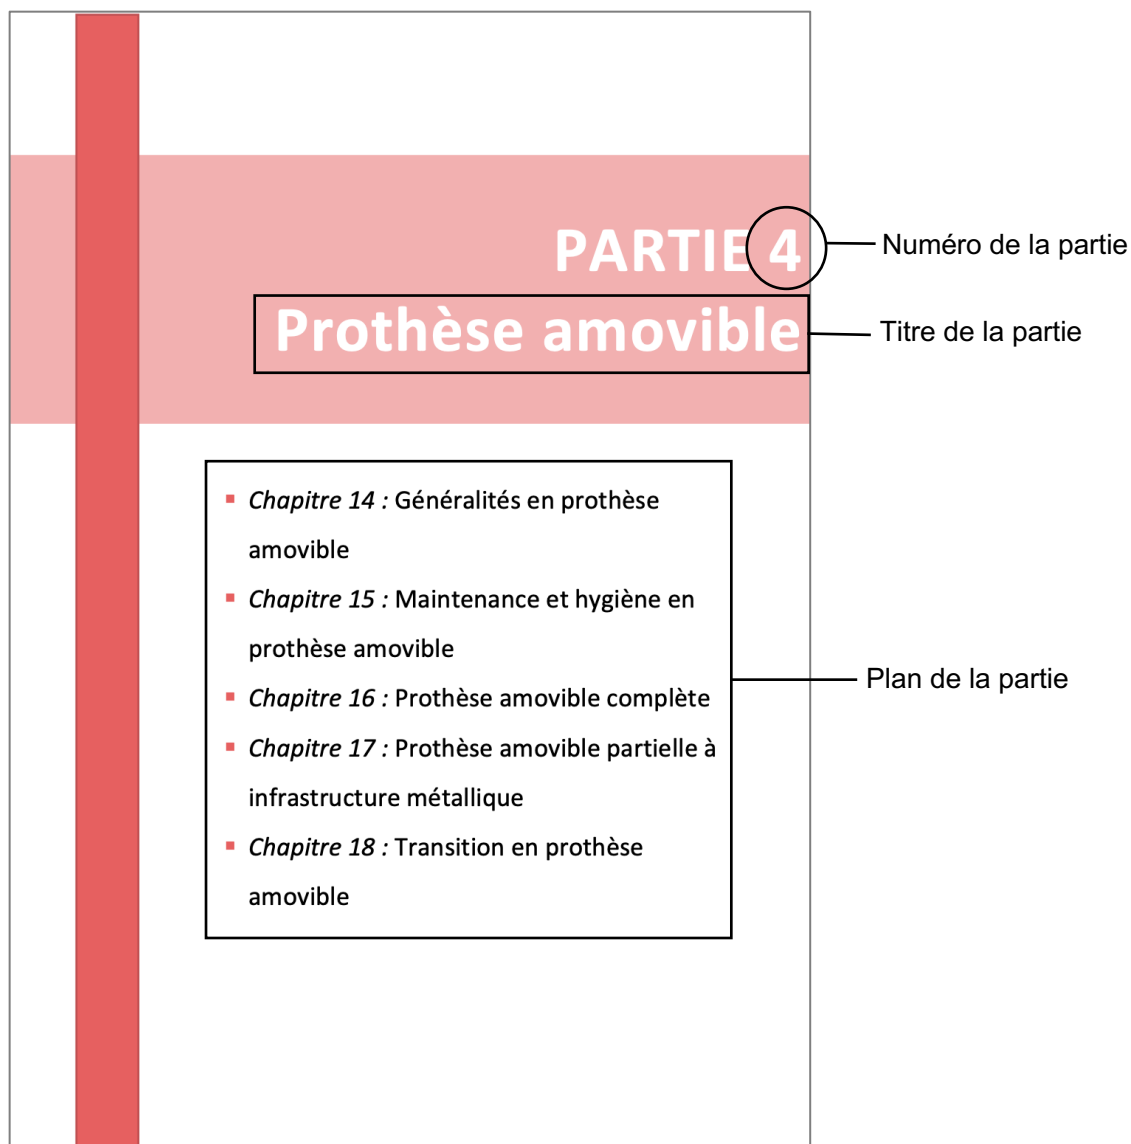 PARTIE 4
Numéro de la partie
Prothèse amovible
Titre de la partie
▪ Chapitre 14 : Généralités en prothèse
amovible
▪ Chapitre 15 : Maintenance et hygiène en
prothèse amovible
▪ Chapitre 16 : Prothèse amovible complète
▪ Chapitre 17 : Prothèse amovible partielle à
infrastructure métallique
▪ Chapitre 18 : Transition en prothèse
amovible
Plan de la partie